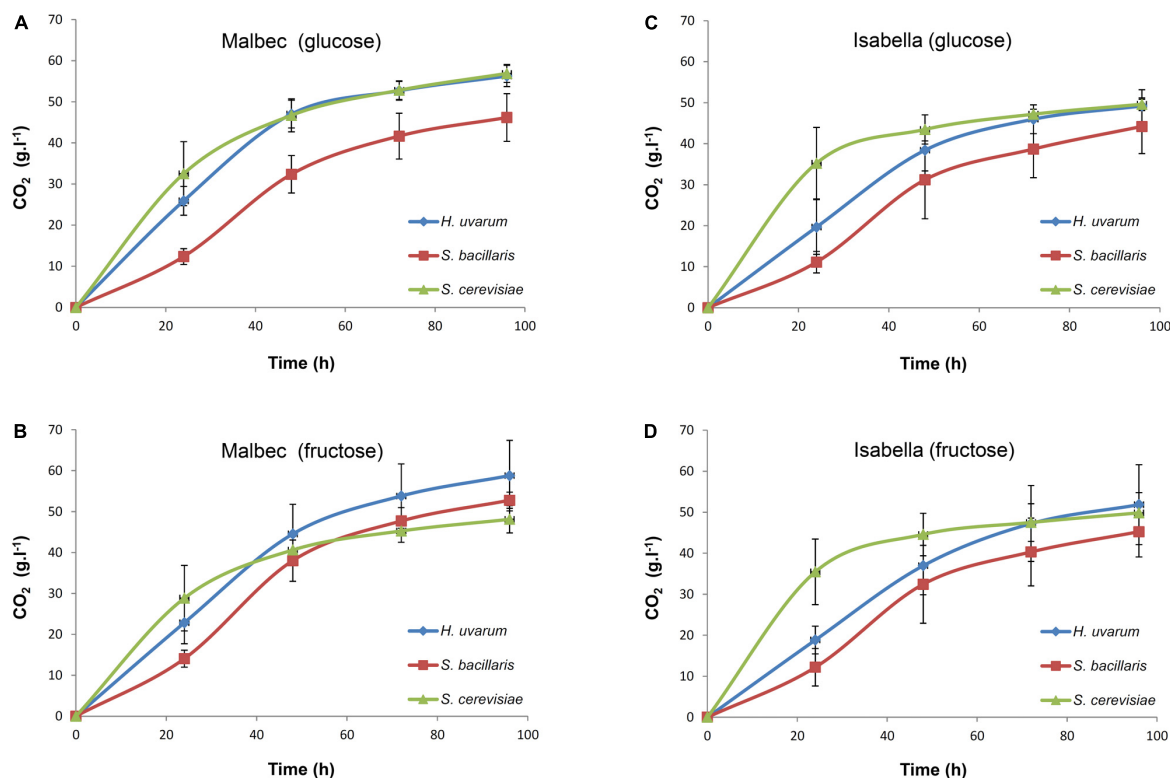 A
Malbec (glucose)
70
60
50
40
30
20
10
0
CO₂ (g.l⁻¹)
H. uvarum
S. bacillaris
S. cerevisiae
0 20 40 60 80 100
Time (h)
C
Isabella (glucose)
70
60
50
40
30
20
10
0
CO₂ (g.l⁻¹)
H. uvarum
S. bacillaris
S. cerevisiae
0 20 40 60 80 100
Time (h)
B
Malbec (fructose)
70
60
50
40
30
20
10
0
CO₂ (g.l⁻¹)
H. uvarum
S. bacillaris
S. cerevisiae
0 20 40 60 80 100
Time (h)
D
Isabella (fructose)
70
60
50
40
30
20
10
0
CO₂ (g.l⁻¹)
H. uvarum
S. bacillaris
S. cerevisiae
0 20 40 60 80 100
Time (h)